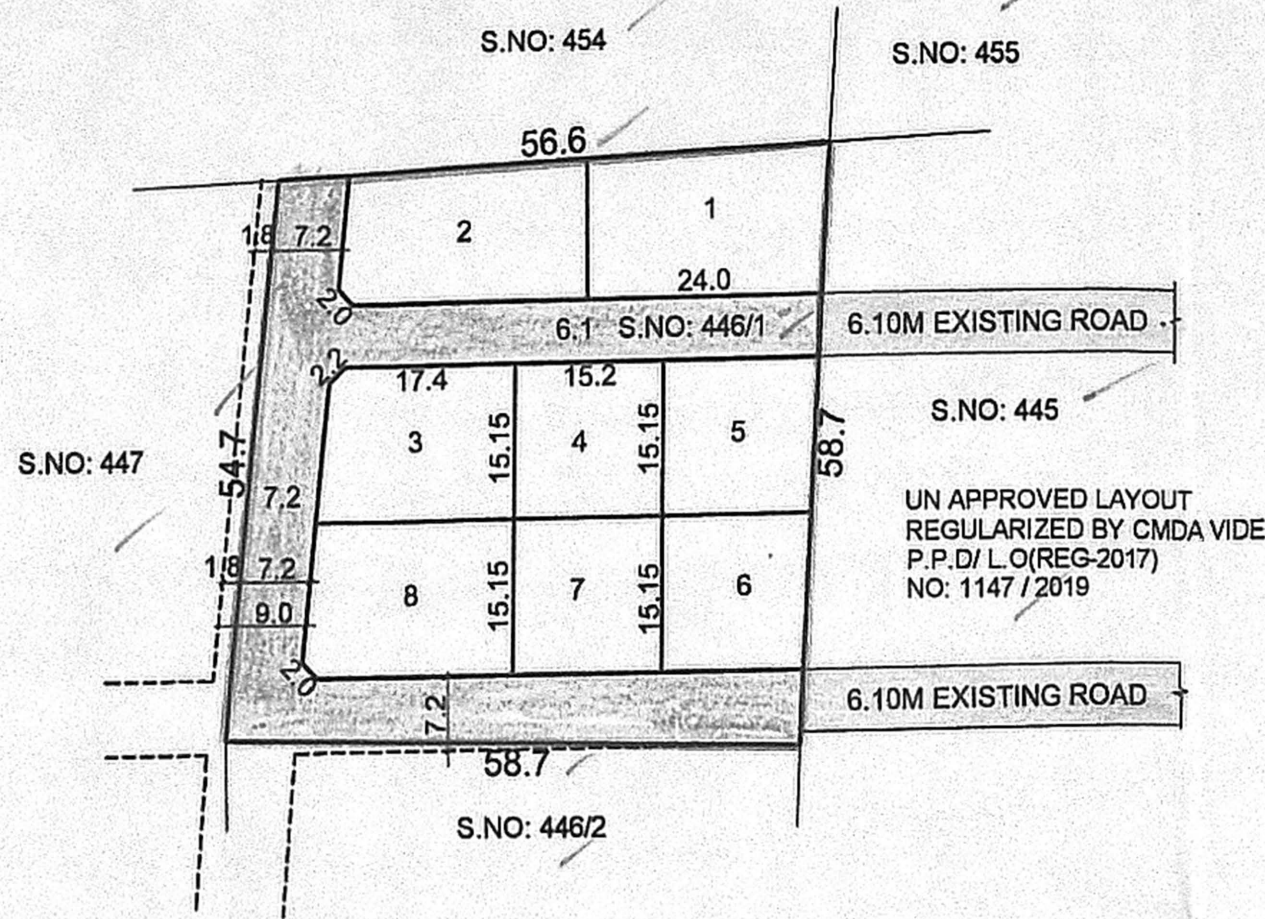 S.NO: 454
S.NO: 455
56.6
1
2
1.8 7.2
24.0
2.0
6.1 S.NO: 446/1
6.10M EXISTING ROAD
2.2
17.4
15.2
S.NO: 445
3
15.15
4
15.15
5
58.7
S.NO: 447
54.7
7.2
UN APPROVED LAYOUT
REGULARIZED BY CMDA VIDE
P.P.D/ L.O(REG-2017)
NO: 1147 / 2019
1.8 7.2
9.0
8
15.15
7
15.15
6
2.0
7.2
6.10M EXISTING ROAD
58.7
S.NO: 446/2